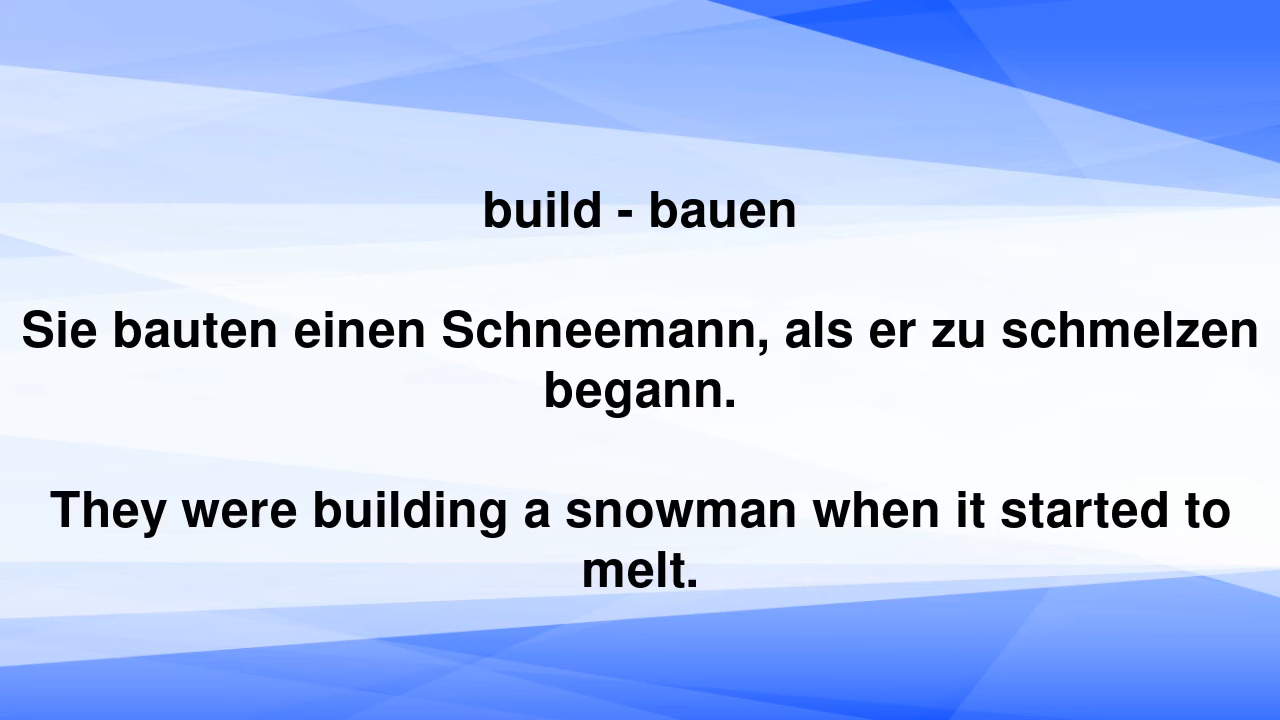 build - bauen
Sie bauten einen Schneemann, als er zu schmelzen
begann.
They were building a snowman when it started to
melt.